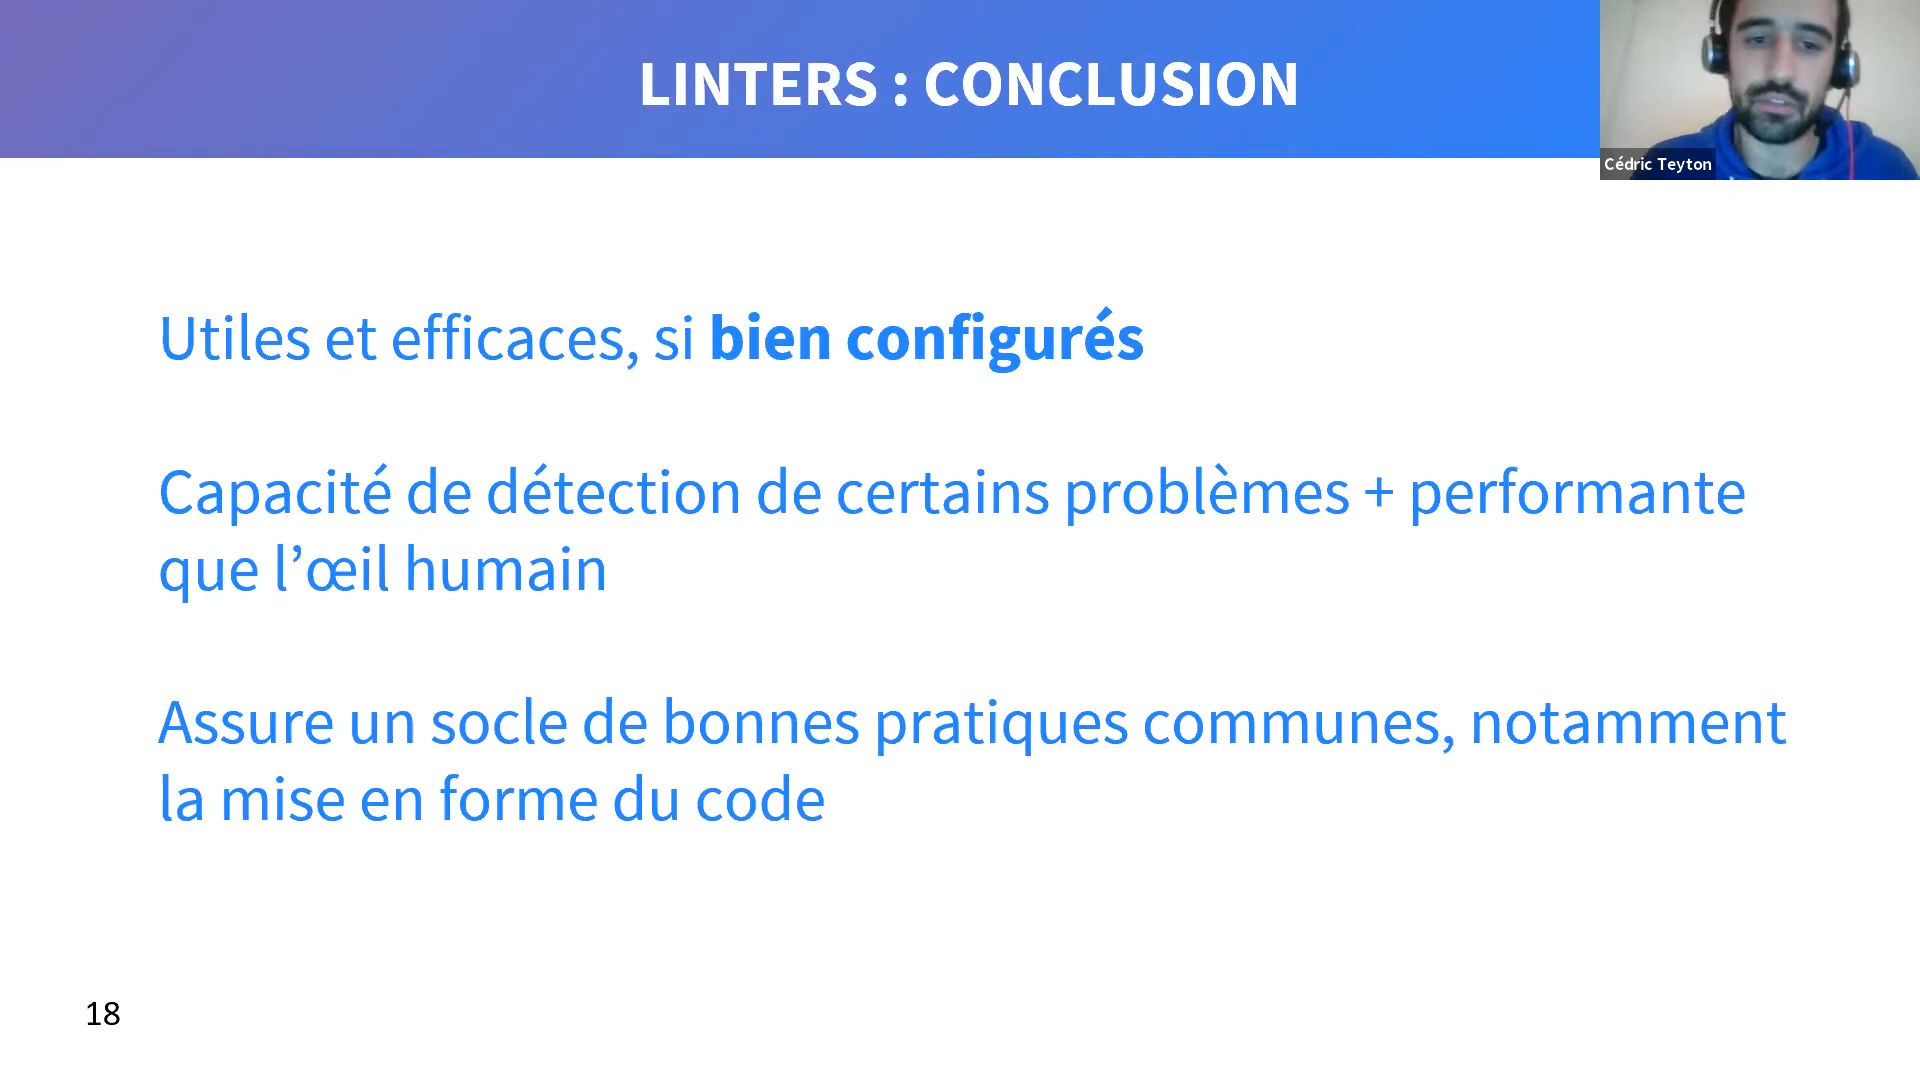 LINTERS : CONCLUSION
Cédric Teyton
Utiles et efficaces, si bien configurés
Capacité de détection de certains problèmes + performante
que l’œil humain
Assure un socle de bonnes pratiques communes, notamment
la mise en forme du code
18